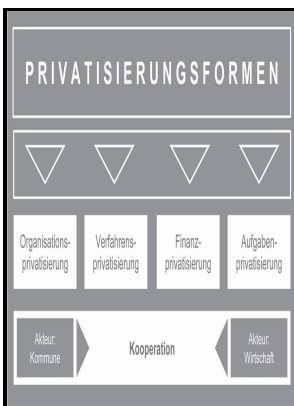 PRIVATISIERUNGSFORMEN
Organisations-
privatisierung
Verfahrens-
privatisierung
Finanz-
privatisierung
Aufgaben-
privatisierung
Akteur:
Kommune
Kooperation
Akteur:
Wirtschaft